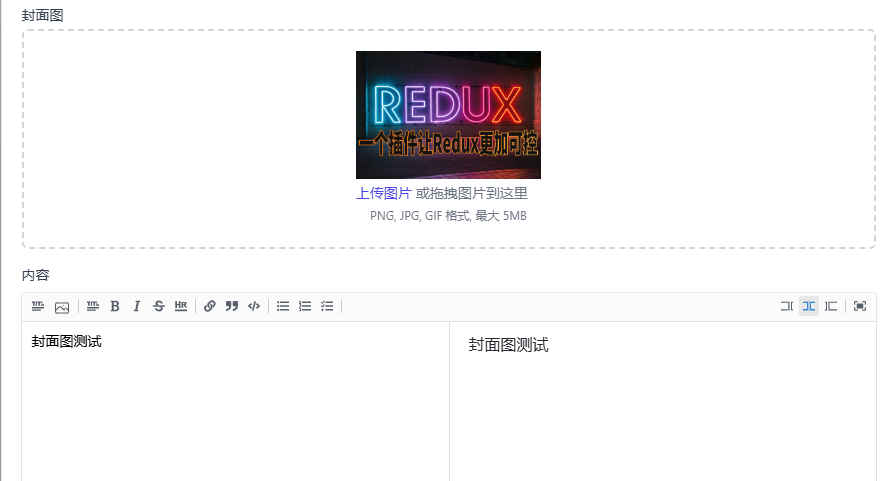 封面图
REDUX
一个插件让Redux更加可控
上传图片 或拖拽图片到这里
PNG, JPG, GIF 格式, 最大 5MB
内容
B I S HR
封面图测试
封面图测试